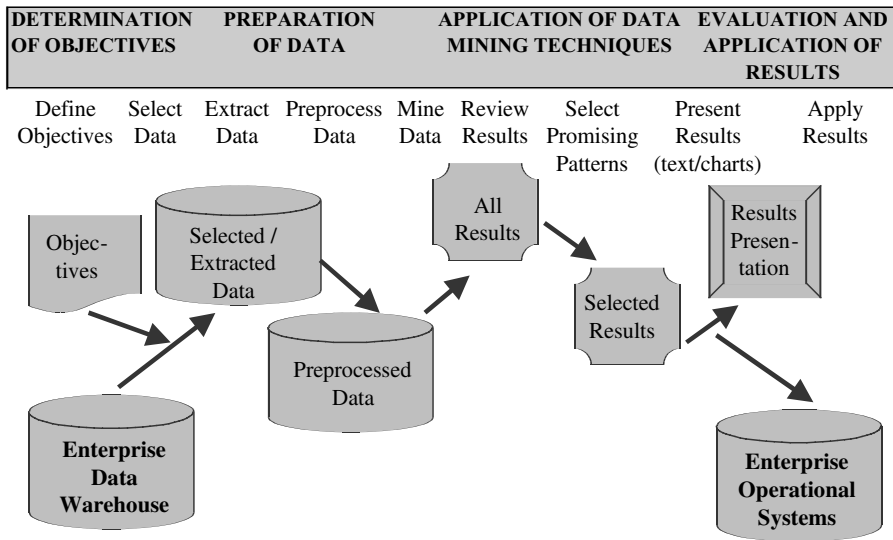 DETERMINATION
OF OBJECTIVES
PREPARATION
OF DATA
APPLICATION OF DATA
MINING TECHNIQUES
EVALUATION AND
APPLICATION OF
RESULTS
Define
Objectives
Select
Data
Extract
Data
Preprocess
Data
Mine
Data
Review
Results
Select
Promising
Patterns
Present
Results
(text/charts)
Apply
Results
Objec-
tives
Selected /
Extracted
Data
Preprocessed
Data
All
Results
Selected
Results
Results
Presen-
tation
Enterprise
Data
Warehouse
Enterprise
Operational
Systems